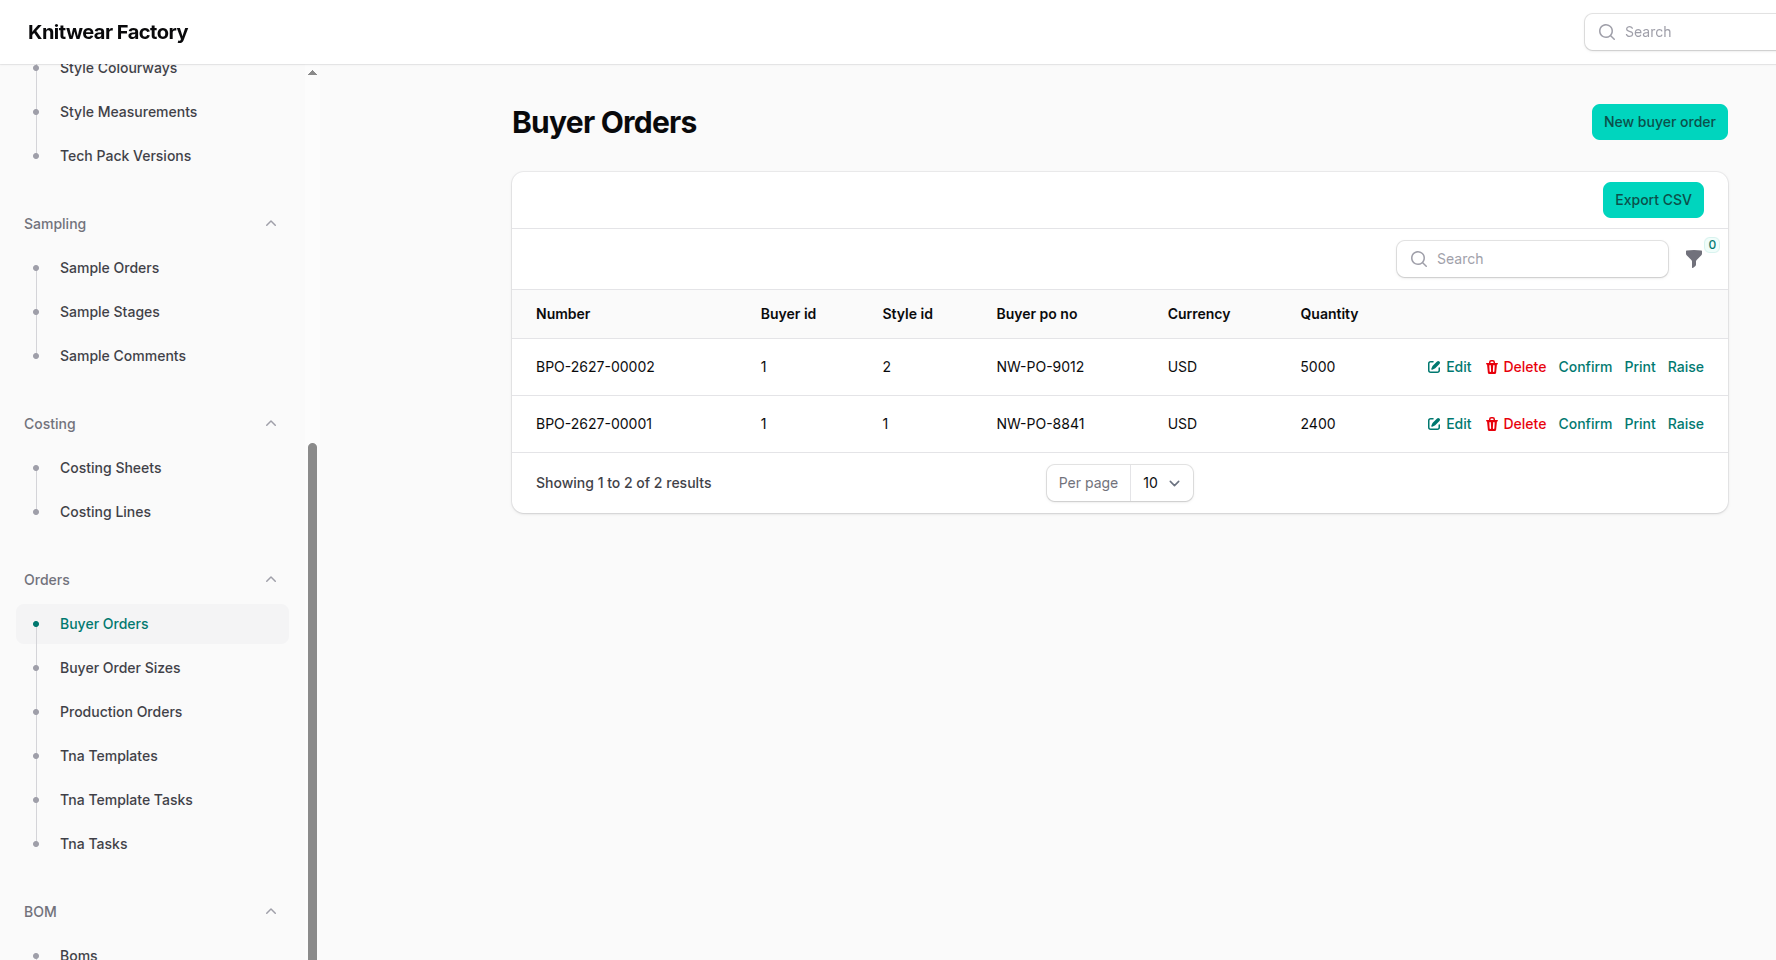 Knitwear Factory
Search
Style Colourways
Style Measurements
Tech Pack Versions
Sampling
Sample Orders
Sample Stages
Sample Comments
Costing
Costing Sheets
Costing Lines
Orders
Buyer Orders
Buyer Order Sizes
Production Orders
Tna Templates
Tna Template Tasks
Tna Tasks
BOM
Boms
Buyer Orders
New buyer order
Export CSV
Search
0
Number Buyer id Style id Buyer po no Currency Quantity
BPO-2627-00002 1 2 NW-PO-9012 USD 5000 Edit Delete Confirm Print Raise
BPO-2627-00001 1 1 NW-PO-8841 USD 2400 Edit Delete Confirm Print Raise
Showing 1 to 2 of 2 results Per page 10